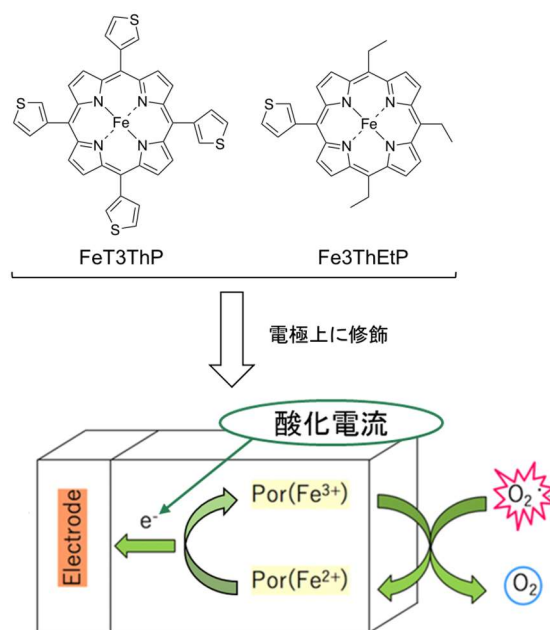 S
S
S
S
N
N
N
N
Fe
FeT3ThP
S
N
N
N
N
Fe
Fe3ThEtP
電極上に修飾
酸化電流
Electrode
e-
Por(Fe3+)
Por(Fe2+)
O2・-
O2